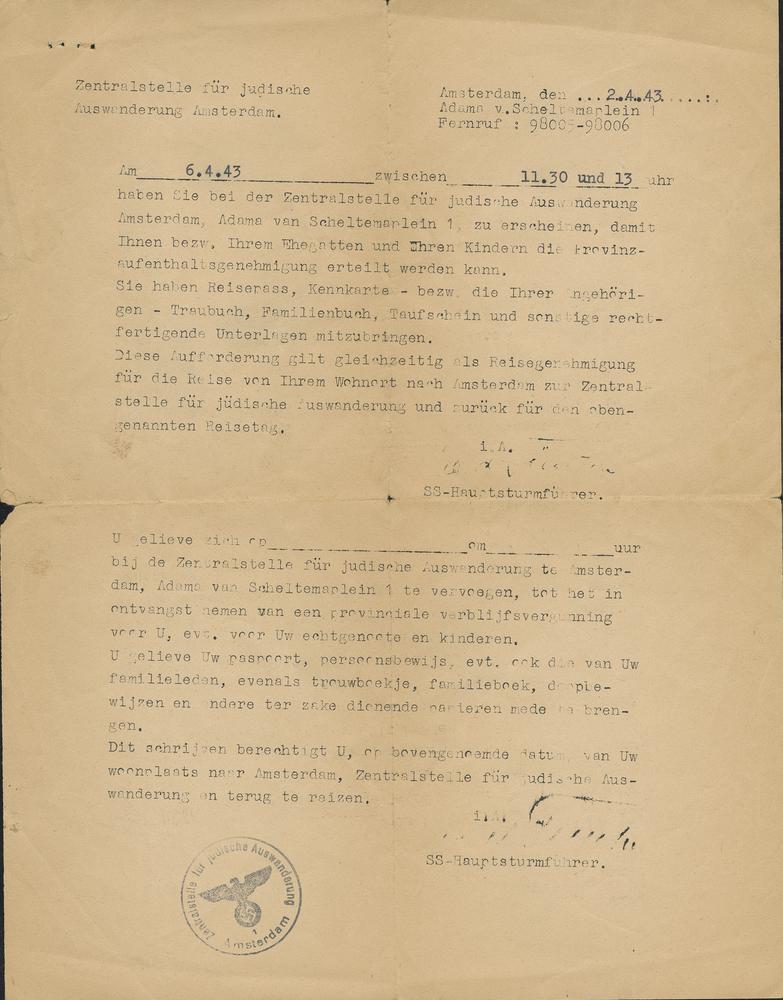 Zentralstelle für judische
Auswanderung Amsterdam.
Amsterdam, den ...2.4.43.....:.
Adama v.Scheltemaplein 1
Fernruf : 98005-98006
Am 6.4.43 zwischen 11.30 und 13 uhr
haben Sie bei der Zentralstelle für judische Auswanderung
Amsterdam, Adama van Scheltemaplein 1, zu erscheinen, damit
Ihnen bezw. Ihrem Ehegatten und Ihren Kindern die Provinz-
aufenthaltsgenehmigung erteilt werden kann.
Sie haben Reisepass, Kennkarte - bezw. die Ihrer Angehöri-
gen - Traubuch, Familienbuch, Taufschein und sonstige recht-
fertigende Unterlagen mitzubringen.
Diese Aufforderung gilt gleichzeitig als Reisegenehmigung
für die Reise von Ihrem Wohnort nach Amsterdam zur Zentral-
stelle für jüdische Auswanderung und zurück für den oben-
genannten Reisetag.
i.A.
SS-Hauptsturmführer.
U gelieve zich op om uur
bij de Zentralstelle für judische Auswanderung te Amster-
dam, Adama van Scheltemaplein 1 te vervoegen, tot het in
ontvangst nemen van een provinciale verblijfsvergunning
voor U, evt. voor Uw echtgenoote en kinderen.
U gelieve Uw paspoort, persoonsbewijs, evt. ook die van Uw
familieleden, evenals trouwboekje, familieboek, doople-
wijzen en andere ter zake dienende papieren mede te bren-
gen.
Dit schrijven berechtigt U, op bovengenoemde datum, van Uw
woonplaats naar Amsterdam, Zentralstelle für judische Aus-
wanderung en terug te reizen.
i.A.
SS-Hauptsturmführer.
Zentralstelle für jüdische Auswanderung
1
Amsterdam